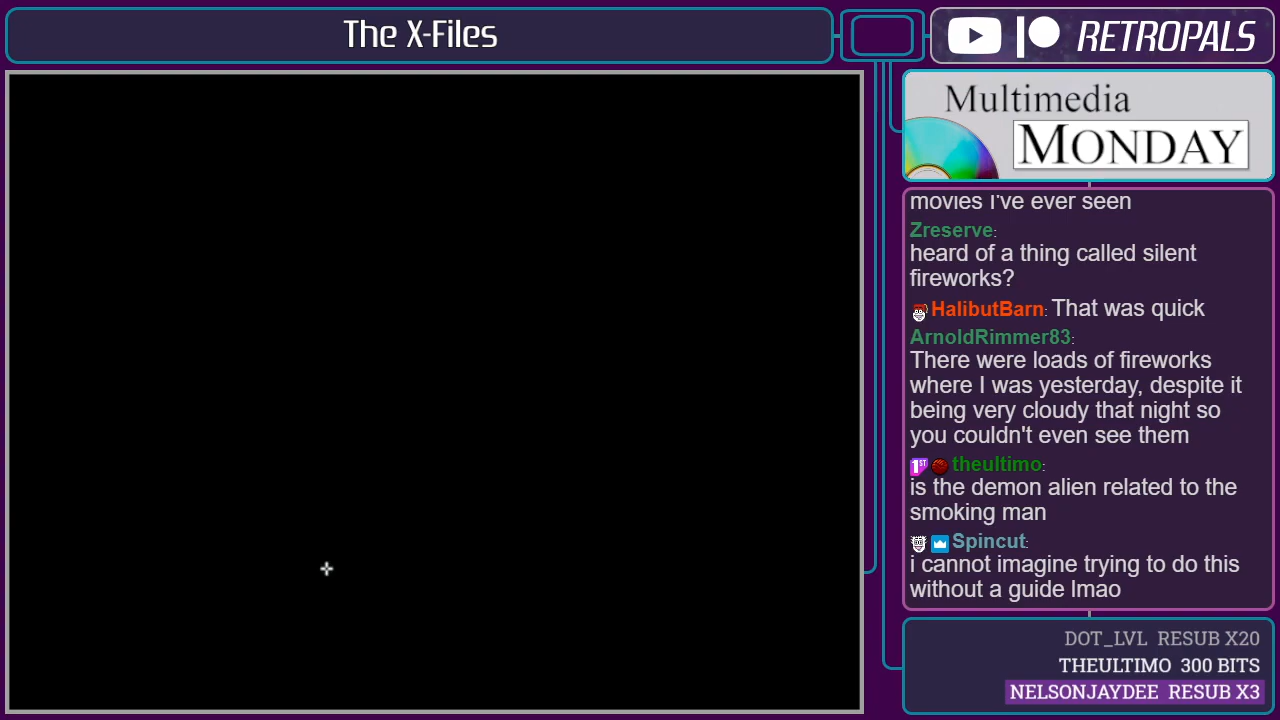 The X-Files
RETROPALS
Multimedia
MONDAY
movies I've ever seen
Zreserve:
heard of a thing called silent
fireworks?
HalibutBarn: That was quick
ArnoldRimmer83:
There were loads of fireworks
where I was yesterday, despite it
being very cloudy that night so
you couldn't even see them
1ST theultimo:
is the demon alien related to the
smoking man
Spincut:
i cannot imagine trying to do this
without a guide lmao
DOT_LVL RESUB X20
THEULTIMO 300 BITS
NELSONJAYDEE RESUB X3